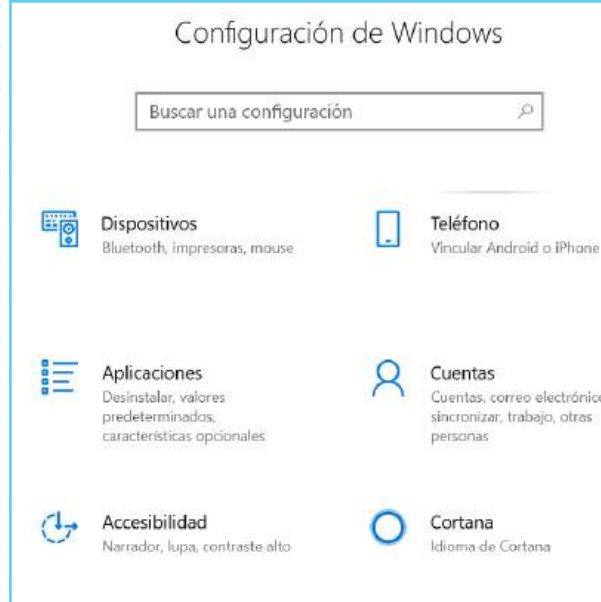 Configuración de Windows
Buscar una configuración
Dispositivos
Bluetooth, impresoras, mouse
Teléfono
Vincular Android o iPhone
Aplicaciones
Desinstalar, valores
predeterminados,
características opcionales
Cuentas
Cuentas, correo electrónico
sincronizar, trabajo, otras
personas
Accesibilidad
Narrador, lupa, contraste alto
Cortana
Idioma de Cortana